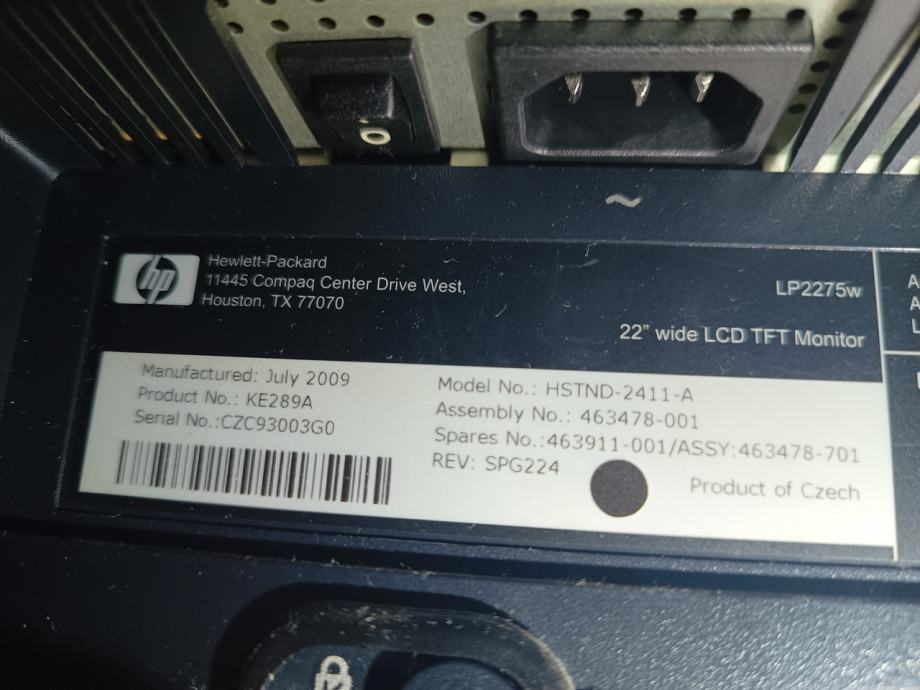 hp
Hewlett-Packard
11445 Compaq Center Drive West,
Houston, TX 77070
LP2275w
22" wide LCD TFT Monitor
Manufactured: July 2009
Product No.: KE289A
Serial No.:CZC93003G0
Model No.: HSTND-2411-A
Assembly No.: 463478-001
Spares No.:463911-001/ASSY:463478-701
REV: SPG224
Product of Czech